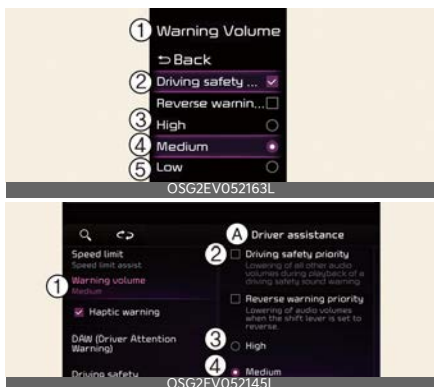 ① Warning Volume
Back
② Driving safety ...
Reverse warnin...
③ High
④ Medium
⑤ Low
OSG2EV052163L
A Driver assistance
Speed limit
Speed limit assist
② Driving safety priority
Lowering of all other audio
volumes during playback of a
driving safety sound warning.
① Warning volume
Medium
Haptic warning
Reverse warning priority
Lowering of audio volumes
when the shift lever is set to
reverse.
DAW (Driver Attention
Warning)
③ High
Driving safety
④ Medium
OSG2EV052145L